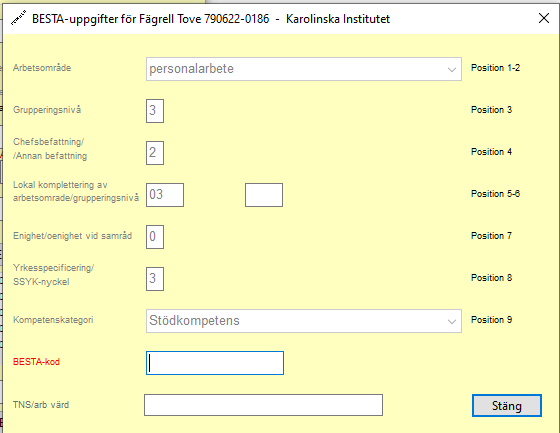 BESTA-uppgifter för Fägrell Tove 790622-0186 - Karolinska Institutet
Arbetsområde personalarbete Position 1-2
Grupperingsnivå 3 Position 3
Chefsbefattning/
/Annan befattning 2 Position 4
Lokal komplettering av
arbetsomrade/grupperingsnivå 03 Position 5-6
Enighet/oenighet vid samråd 0 Position 7
Yrkesspecificering/
SSYK-nyckel 3 Position 8
Kompetenskategori Stödkompetens Position 9
BESTA-kod
TNS/arb värd Stäng